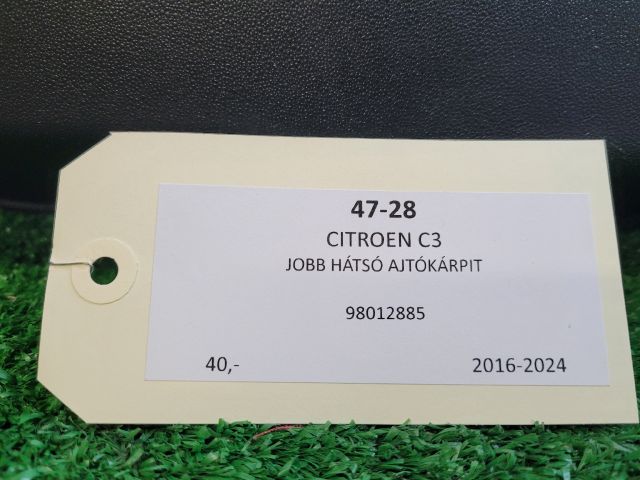 47-28
CITROEN C3
JOBB HÁTSÓ AJTÓKÁRPIT
98012885
40,- 2016-2024